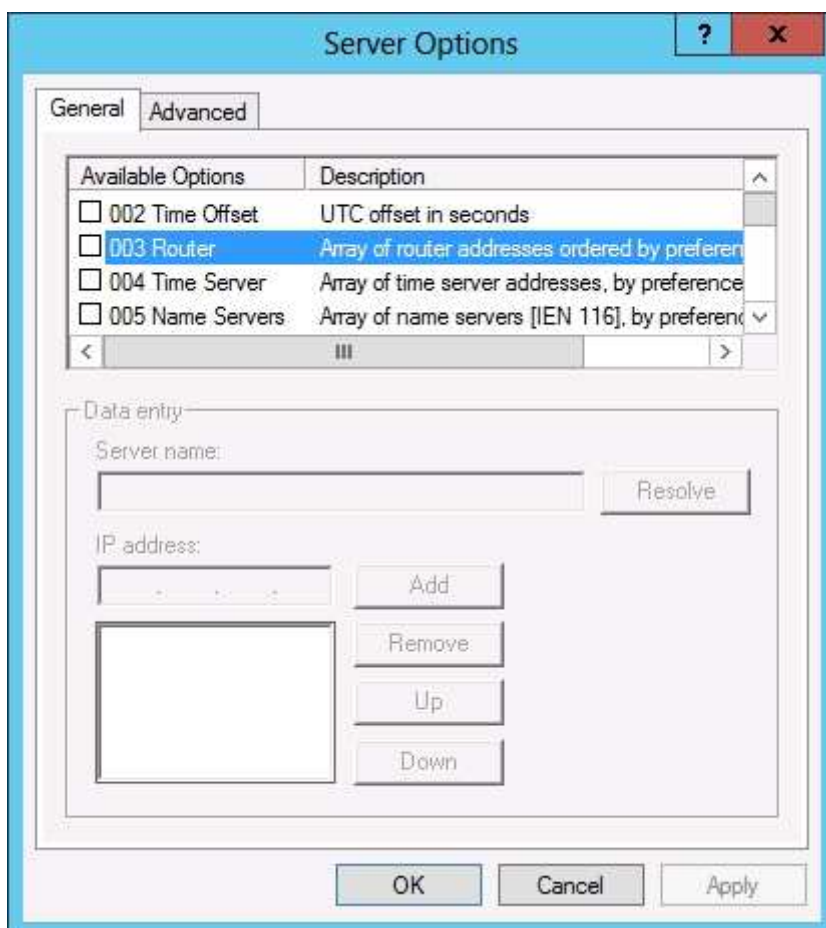 Server Options
?
x
General
Advanced
Available Options
Description
002 Time Offset
UTC offset in seconds
003 Router
Array of router addresses ordered by preferen
004 Time Server
Array of time server addresses, by preference
005 Name Servers
Array of name servers [IEN 116], by preferenc
Data entry
Server name:
Resolve
IP address:
. . .
Add
Remove
Up
Down
OK
Cancel
Apply